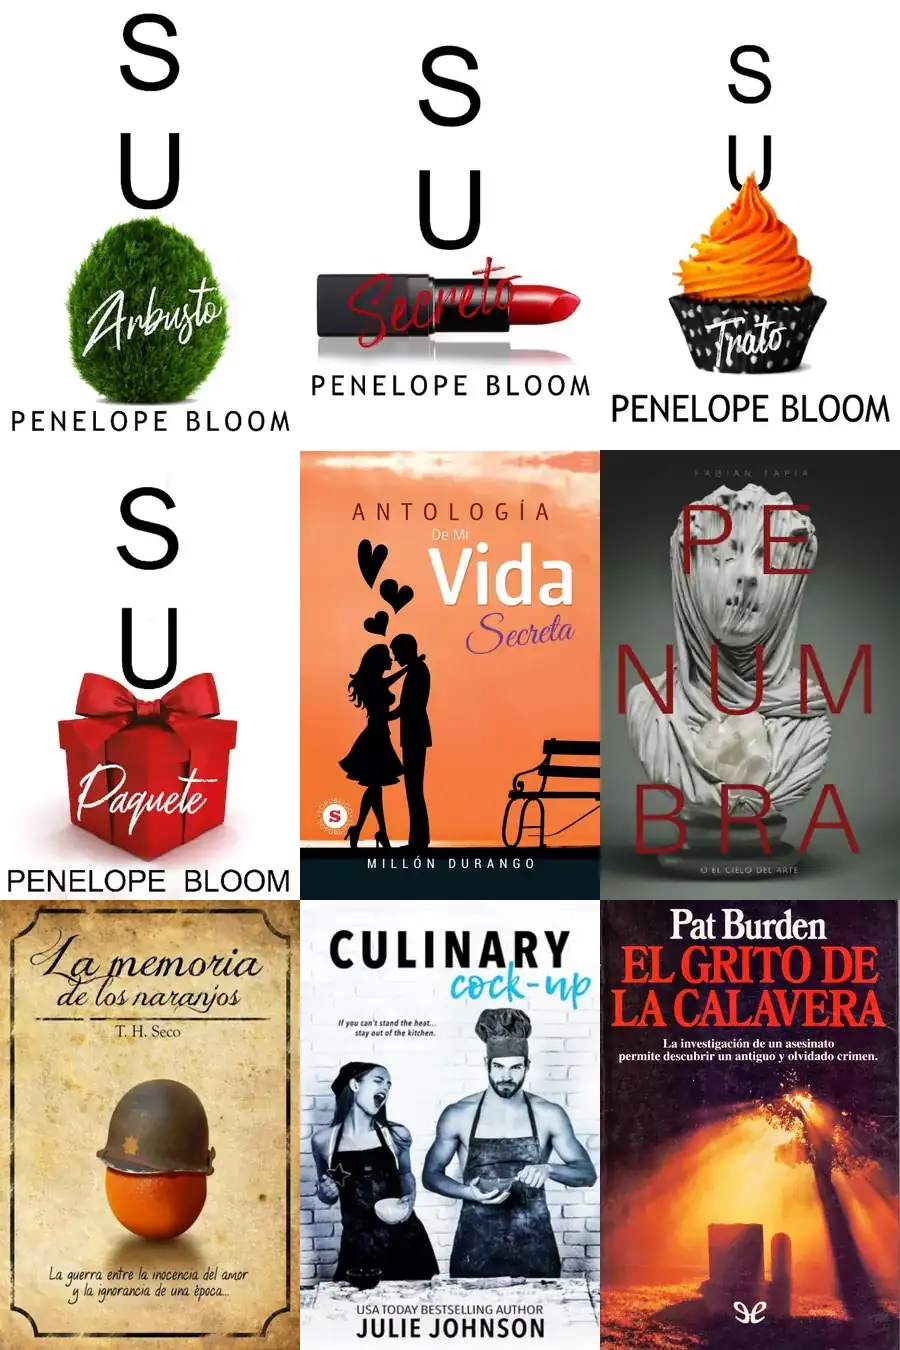 S
U
Arbusto
PENELOPE BLOOM
S
U
Secreto
PENELOPE BLOOM
S
U
Trato
PENELOPE BLOOM
S
U
Paquete
PENELOPE BLOOM
ANTOLOGÍA
De Mi
Vida
Secreta
S
MILLÓN DURANGO
FABIAN TAPIA
PE
NUM
BRA
O EL CIELO DEL ARTE
La memoria
de los naranjos
T. H. Seco
La guerra entre la inocencia del amor
y la ignorancia de una época...
CULINARY
cock-up
If you can't stand the heat...
stay out of the kitchen.
USA TODAY BESTSELLING AUTHOR
JULIE JOHNSON
Pat Burden
EL GRITO DE
LA CALAVERA
La investigación de un asesinato
permite descubrir un antiguo y olvidado crimen.